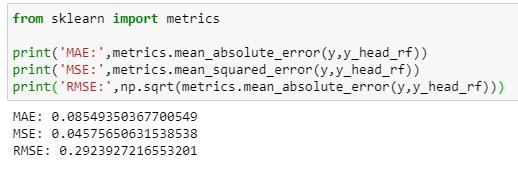 from sklearn import metrics
print('MAE:',metrics.mean_absolute_error(y,y_head_rf))
print('MSE:',metrics.mean_squared_error(y,y_head_rf))
print('RMSE:',np.sqrt(metrics.mean_absolute_error(y,y_head_rf)))
MAE: 0.08549350367700549
MSE: 0.04575650631538538
RMSE: 0.2923927216553201